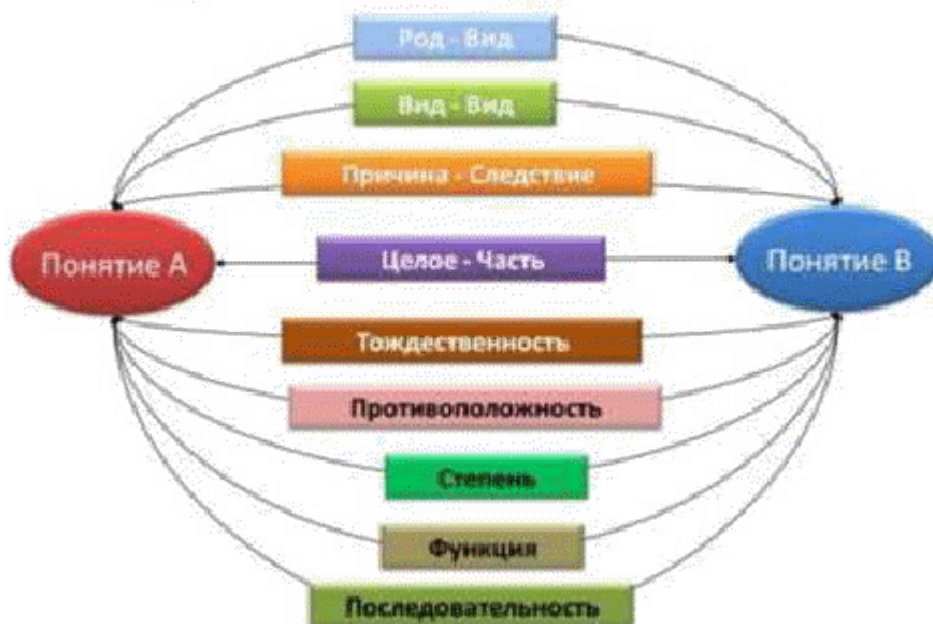 Род - Вид
Вид - Вид
Причина - Следствие
Понятие А
Целое - Часть
Понятие В
Тождественность
Противоположность
Степень
Функция
Последовательность